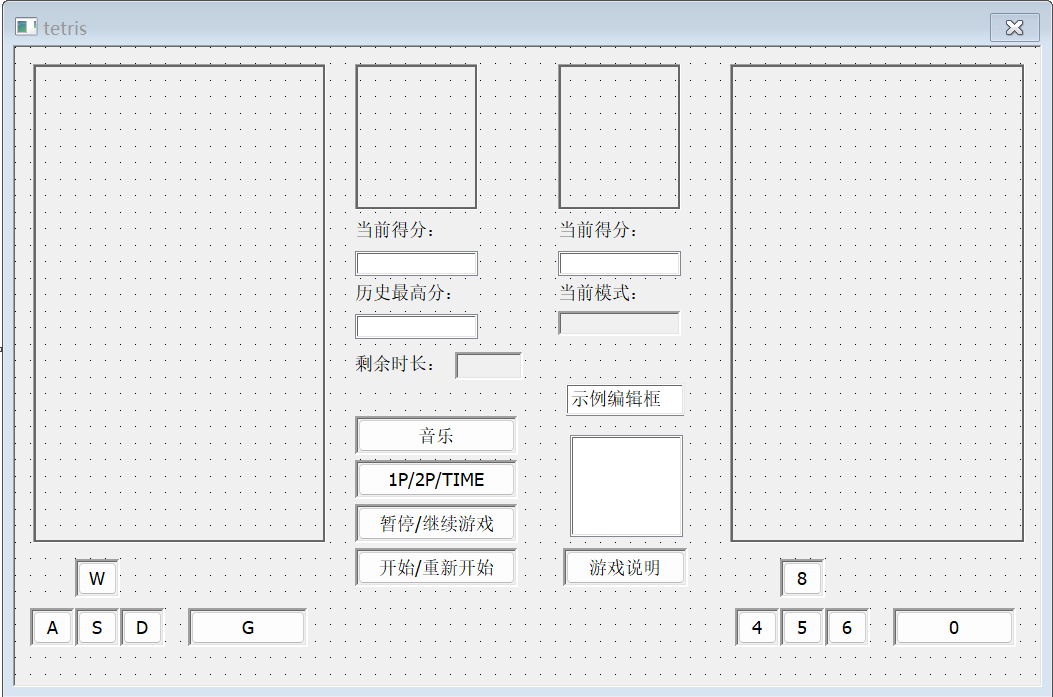 tetris
当前得分：
当前得分：
历史最高分：
当前模式：
剩余时长：
示例编辑框
音乐
1P/2P/TIME
暂停/继续游戏
开始/重新开始
游戏说明
W
8
A S D G
4 5 6 0